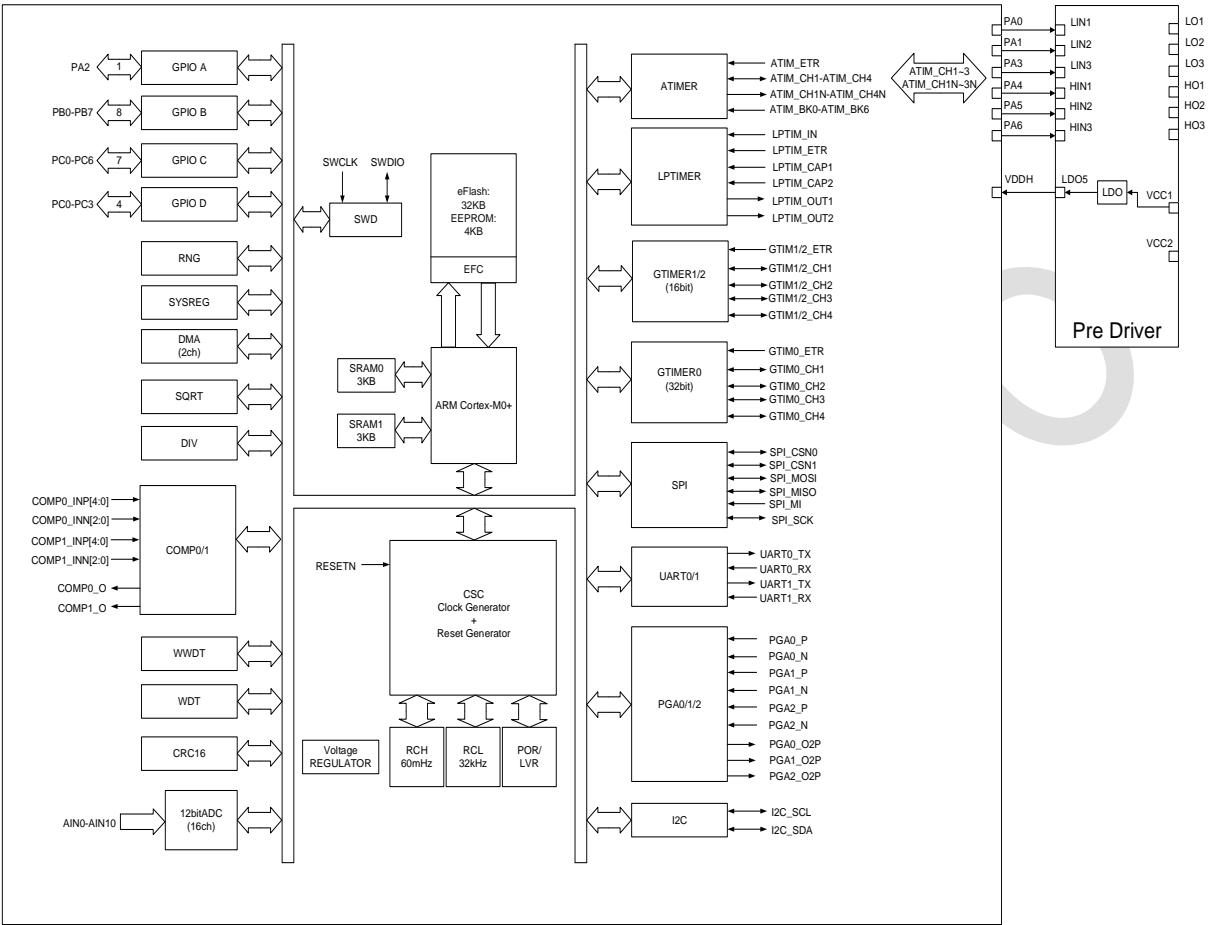 PA2
1
GPIO A
PB0-PB7
8
GPIO B
PC0-PC6
7
GPIO C
PC0-PC3
4
GPIO D
RNG
SYSREG
DMA
(2ch)
SQRT
DIV
COMP0_INP[4:0]
COMP0_INN[2:0]
COMP1_INP[4:0]
COMP1_INN[2:0]
COMP0_O
COMP1_O
COMP0/1
WWDT
WDT
CRC16
AIN0-AIN10
12bitADC
(16ch)
SWCLK
SWDIO
SWD
eFlash:
32KB
EEPROM:
4KB
EFC
SRAM0
3KB
SRAM1
3KB
ARM Cortex-M0+
RESETN
CSC
Clock Generator
+
Reset Generator
Voltage
REGULATOR
RCH
60mHz
RCL
32kHz
POR/
LVR
ATIMER
ATIM_ETR
ATIM_CH1-ATIM_CH4
ATIM_CH1N-ATIM_CH4N
ATIM_BK0-ATIM_BK6
LPTIMER
LPTIM_IN
LPTIM_ETR
LPTIM_CAP1
LPTIM_CAP2
LPTIM_OUT1
LPTIM_OUT2
GTIMER1/2
(16bit)
GTIM1/2_ETR
GTIM1/2_CH1
GTIM1/2_CH2
GTIM1/2_CH3
GTIM1/2_CH4
GTIMER0
(32bit)
GTIM0_ETR
GTIM0_CH1
GTIM0_CH2
GTIM0_CH3
GTIM0_CH4
SPI
SPI_CSN0
SPI_CSN1
SPI_MOSI
SPI_MISO
SPI_MI
SPI_SCK
UART0/1
UART0_TX
UART0_RX
UART1_TX
UART1_RX
PGA0/1/2
PGA0_P
PGA0_N
PGA1_P
PGA1_N
PGA2_P
PGA2_N
PGA0_O2P
PGA1_O2P
PGA2_O2P
I2C
I2C_SCL
I2C_SDA
ATIM_CH1~3
ATIM_CH1N~3N
PA0
PA1
PA3
PA4
PA5
PA6
VDDH
LIN1
LIN2
LIN3
HIN1
HIN2
HIN3
LDO5
LDO
LO1
LO2
LO3
HO1
HO2
HO3
VCC1
VCC2
Pre Driver